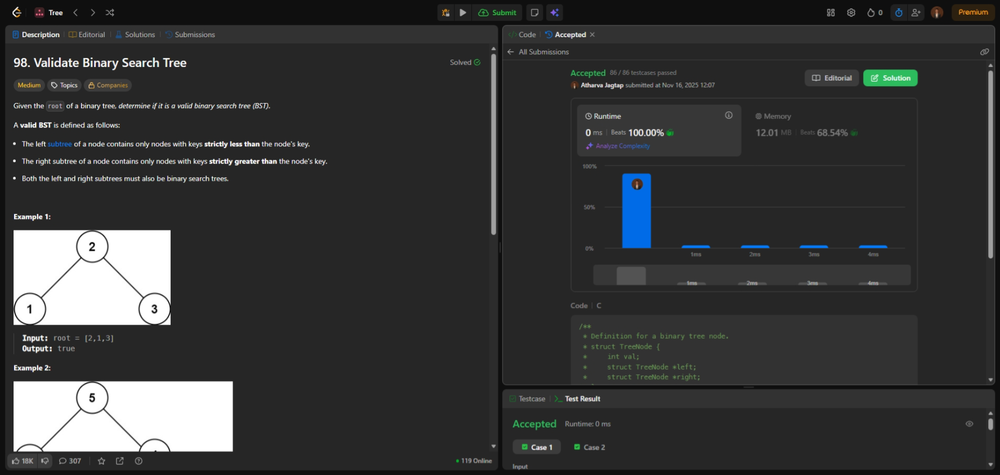 Tree
Submit
0
Premium
Description
Editorial
Solutions
Submissions
98. Validate Binary Search Tree
Solved
Medium
Topics
Companies
Given the root of a binary tree, determine if it is a valid binary search tree (BST).
A valid BST is defined as follows:
• The left subtree of a node contains only nodes with keys strictly less than the node's key.
• The right subtree of a node contains only nodes with keys strictly greater than the node's key.
• Both the left and right subtrees must also be binary search trees.
Example 1:
2
1
3
Input: root = [2,1,3]
Output: true
Example 2:
5
18K
307
119 Online
</> Code
Accepted
All Submissions
Accepted 86 / 86 testcases passed
Atharva Jagtap submitted at Nov 16, 2025 12:07
Editorial
Solution
Runtime
0 ms | Beats 100.00%
Analyze Complexity
Memory
12.01 MB | Beats 68.54%
100%
50%
0%
1ms
2ms
3ms
4ms
1ms
2ms
3ms
4ms
Code | C
/**
* Definition for a binary tree node.
* struct TreeNode {
*     int val;
*     struct TreeNode *left;
*     struct TreeNode *right;
Testcase
>_ Test Result
Accepted
Runtime: 0 ms
Case 1
Case 2
Input